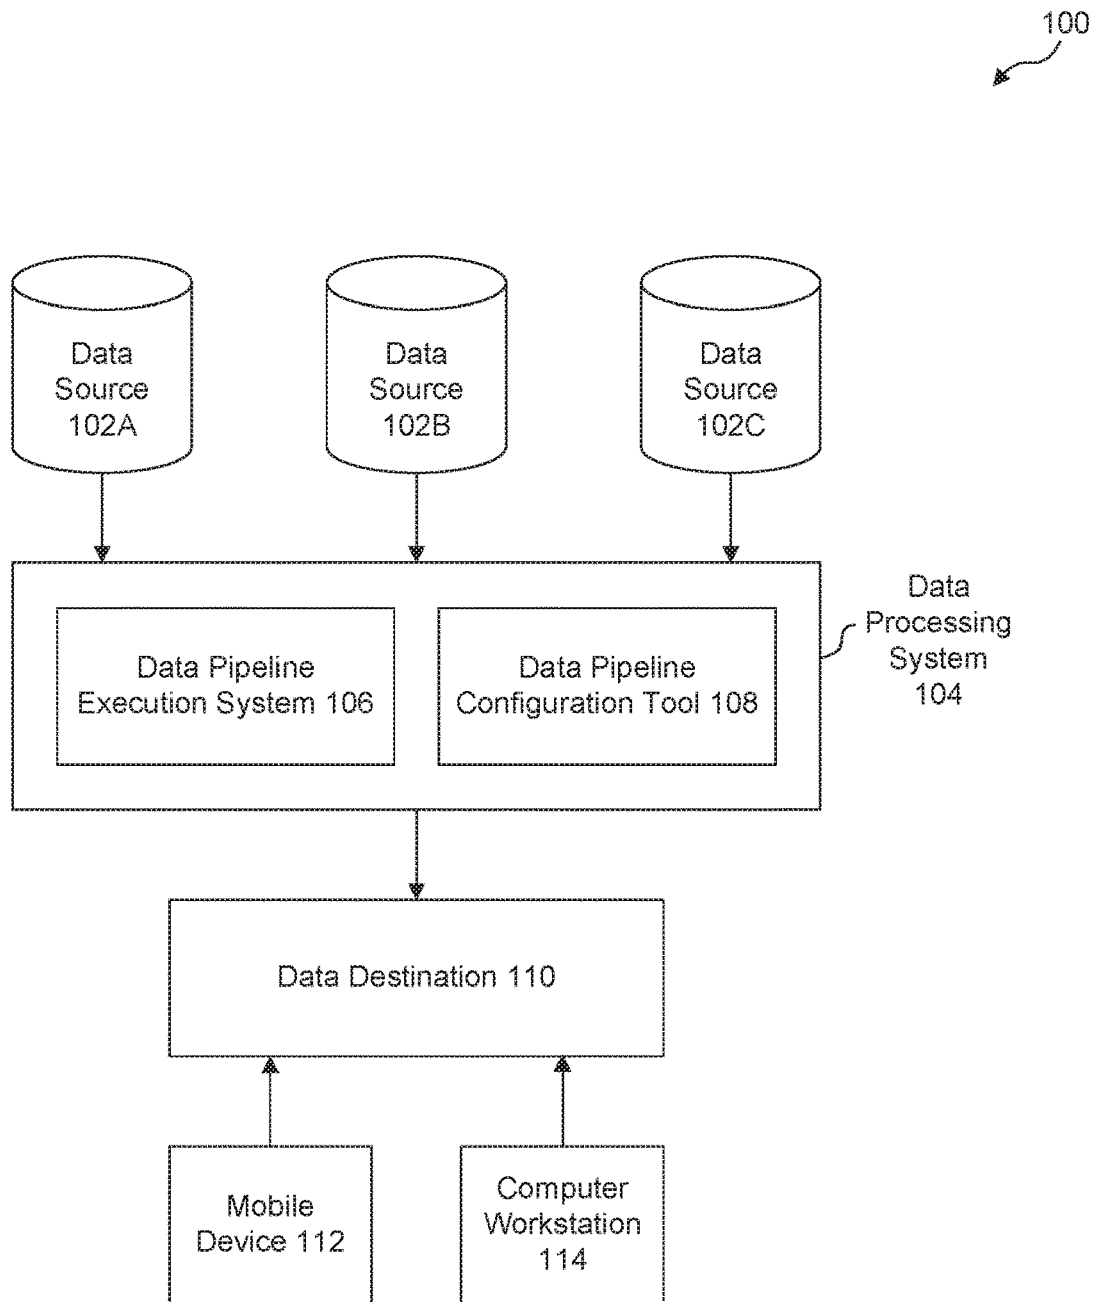 100
Data
Source
102A
Data
Source
102B
Data
Source
102C
Data Pipeline
Execution System 106
Data Pipeline
Configuration Tool 108
Data
Processing
System
104
Data Destination 110
Mobile
Device 112
Computer
Workstation
114